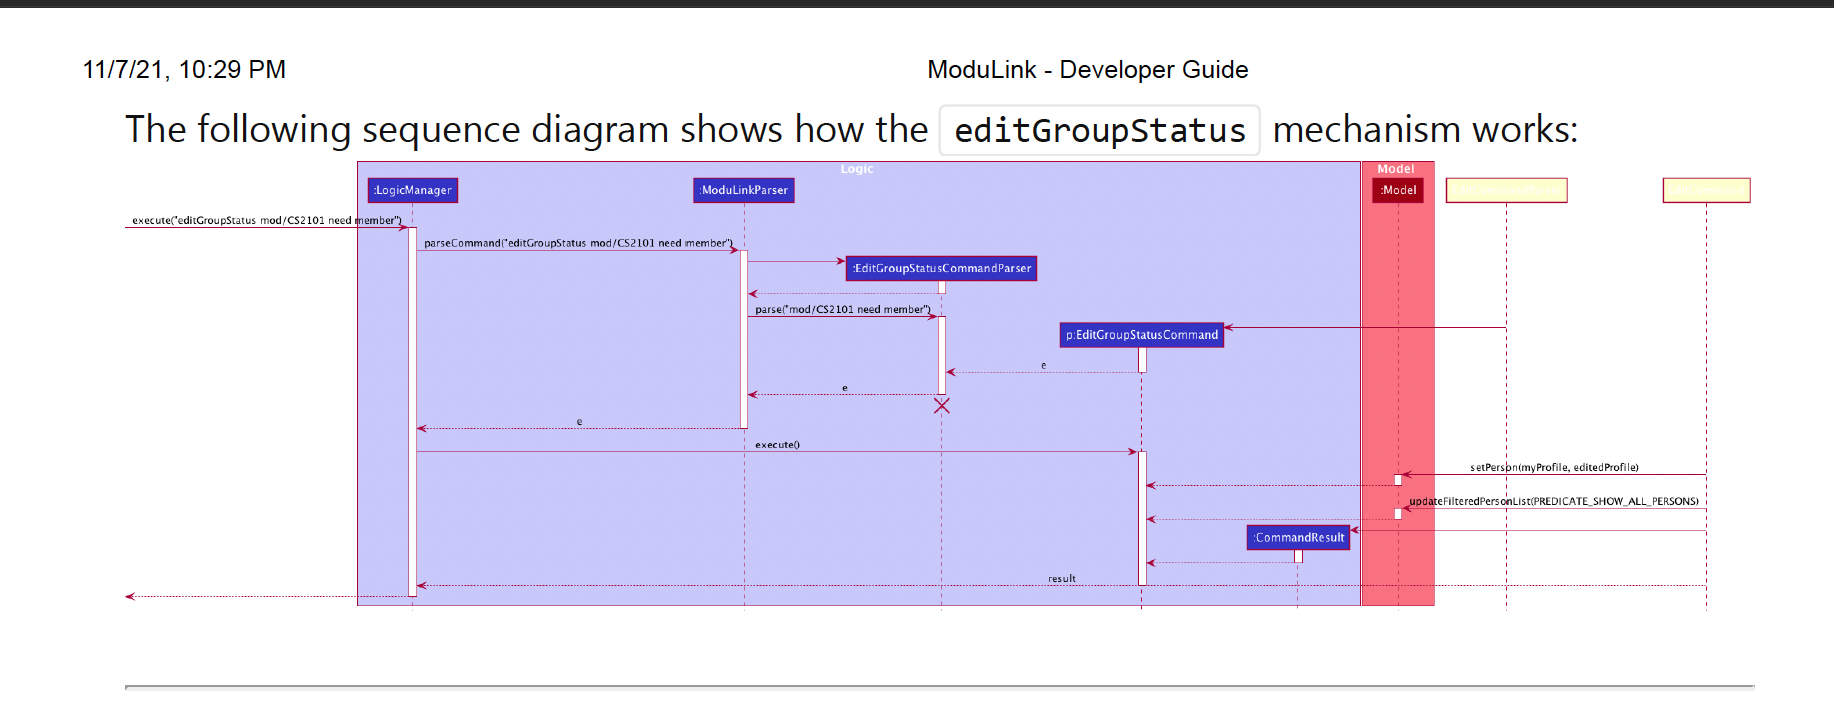 11/7/21, 10:29 PM
ModuLink - Developer Guide
The following sequence diagram shows how the editGroupStatus mechanism works:
Logic
Model
:LogicManager
:ModuLinkParser
:Model
execute("editGroupStatus mod/CS2101 need member")
parseCommand("editGroupStatus mod/CS2101 need member")
:EditGroupStatusCommandParser
parse("mod/CS2101 need member")
p:EditGroupStatusCommand
e
e
e
execute()
setPerson(myProfile, editedProfile)
updateFilteredPersonList(PREDICATE_SHOW_ALL_PERSONS)
:CommandResult
result